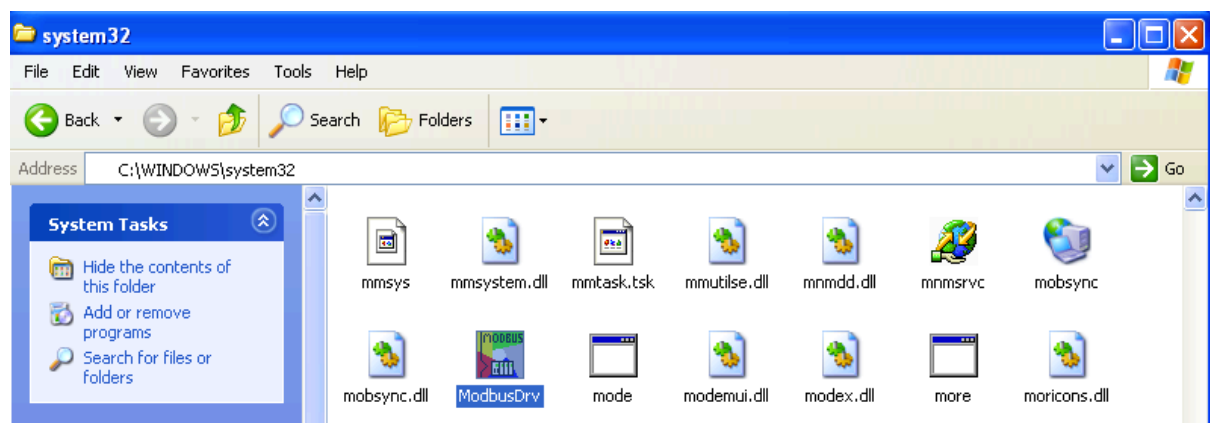 system32
File Edit View Favorites Tools Help
Back Search Folders
Address C:\WINDOWS\system32 Go
System Tasks
Hide the contents of
this folder
Add or remove
programs
Search for files or
folders
mmsys mmsystem.dll mmtask.tsk mmutilse.dll mnmdd.dll mnmsrvc mobsync
MODBUS
mobsync.dll ModbusDrv mode modemui.dll modex.dll more moricons.dll